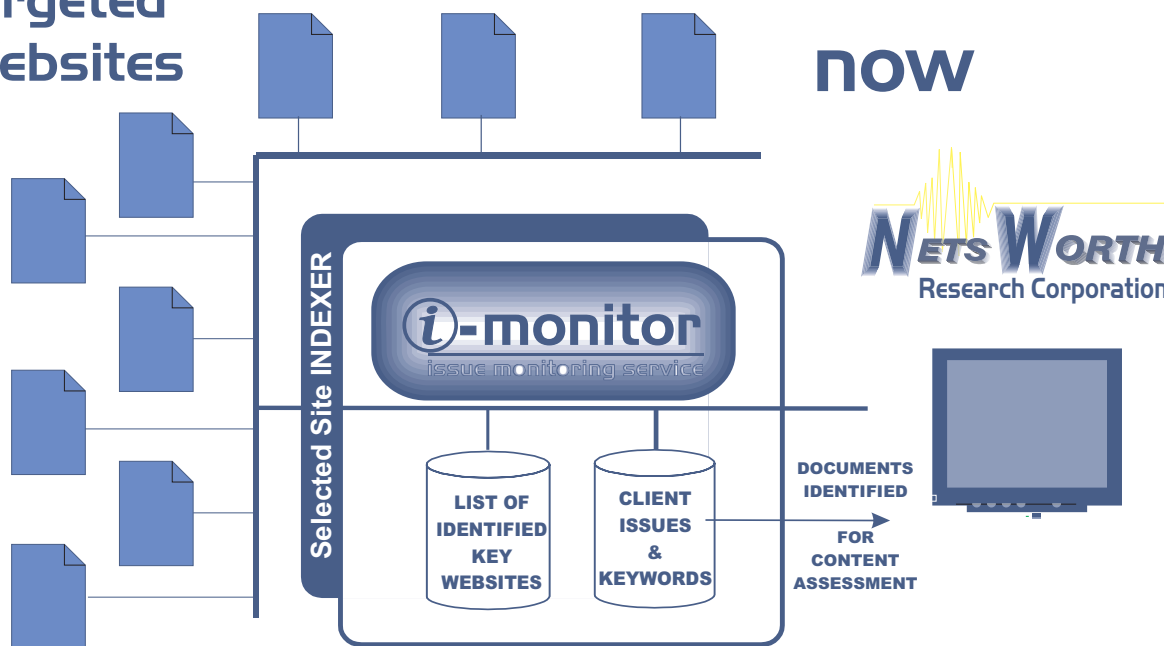 rgeted
ebsites
now
NETS WORTH
Research Corporation
Selected Site INDEXER
i-monitor
issue monitoring service
LIST OF
IDENTIFIED
KEY
WEBSITES
CLIENT
ISSUES
&
KEYWORDS
DOCUMENTS
IDENTIFIED
FOR
CONTENT
ASSESSMENT